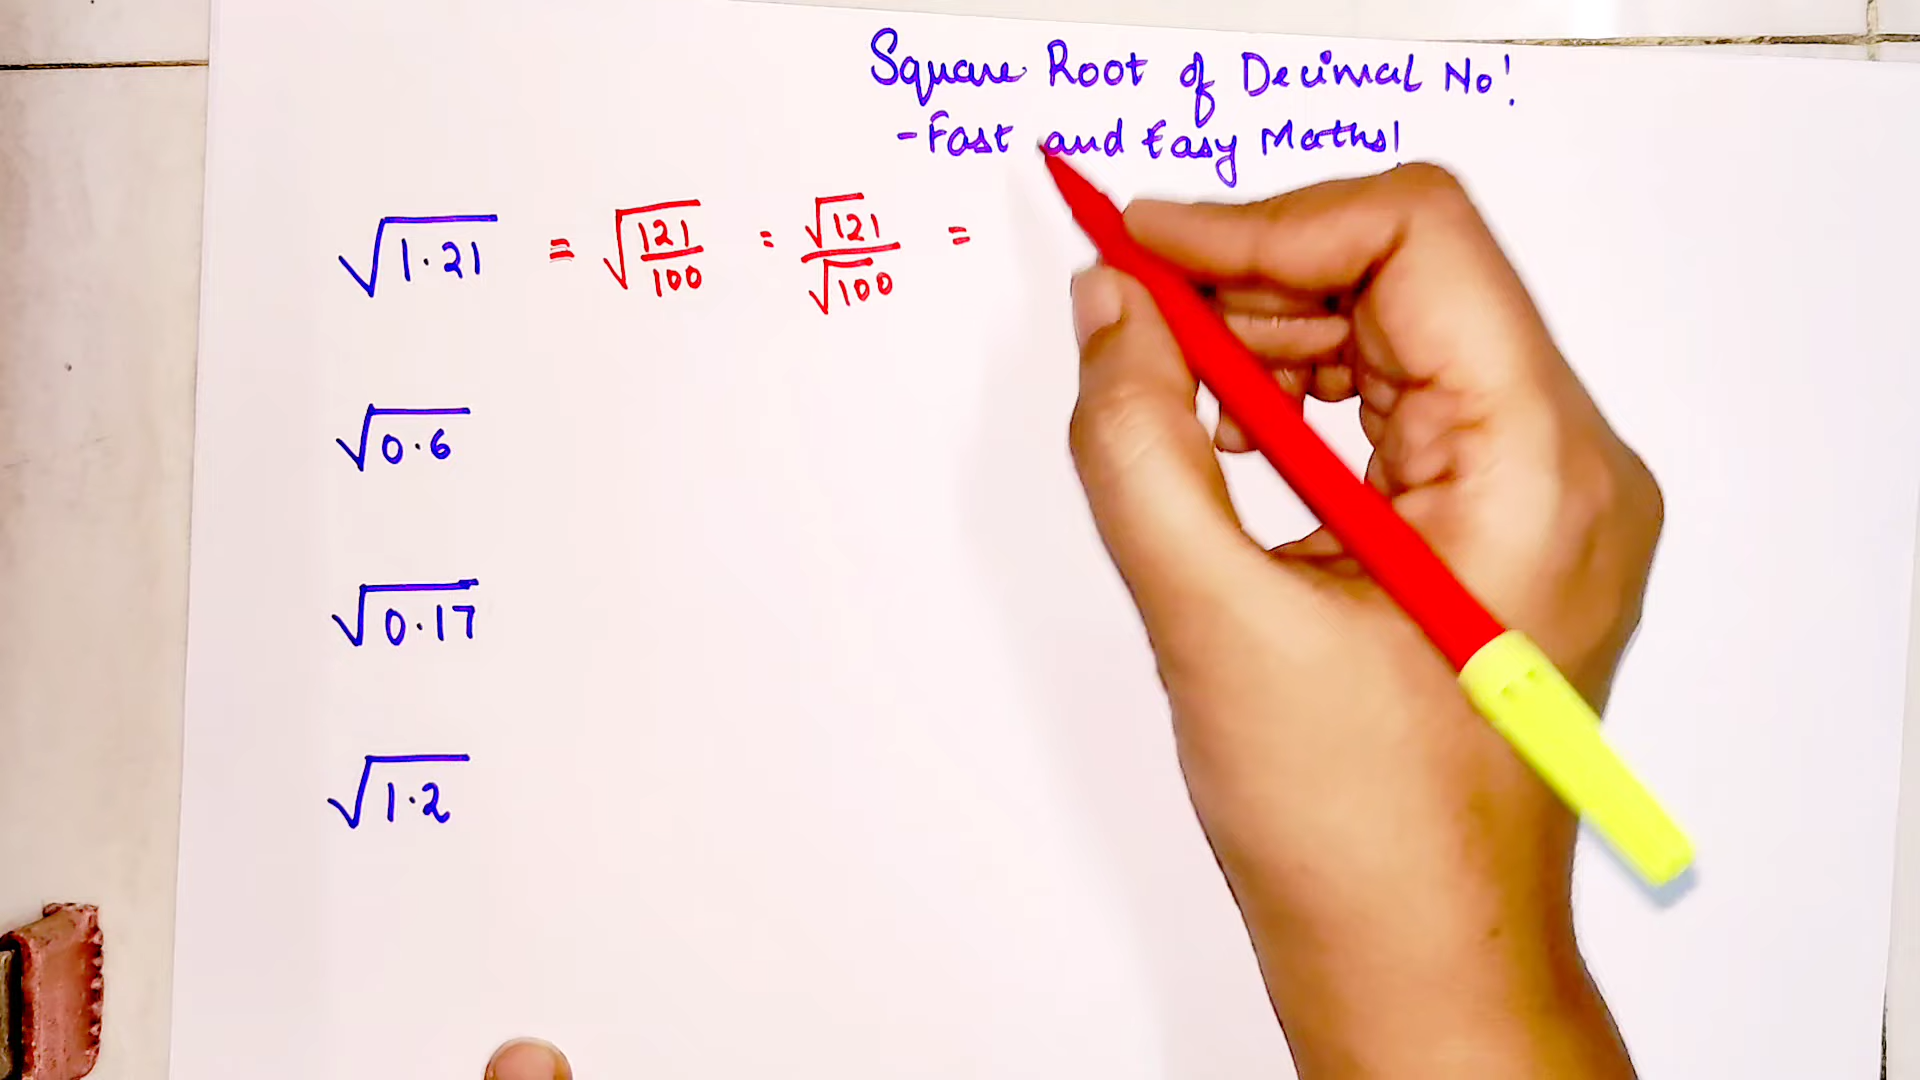 Square Root of Decimal No!
- Fast and Easy Maths!
√1.21 = √(121/100) = √121/√100 =
√0.6
√0.17
√1.2